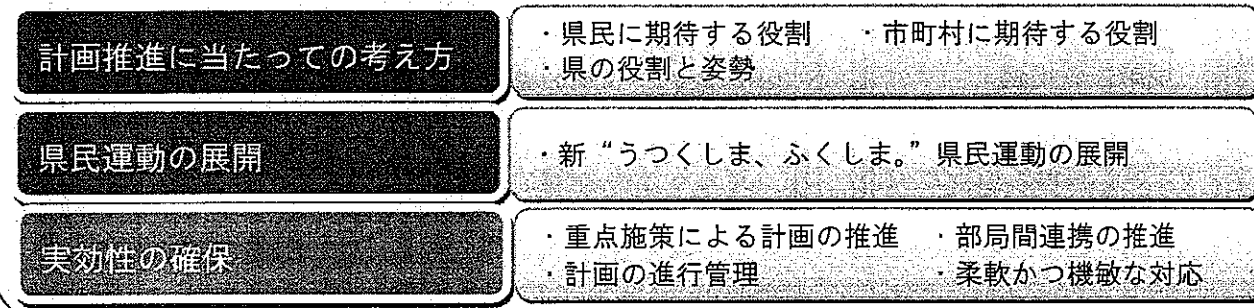 計画推進に当たっての考え方
・県民に期待する役割 ・市町村に期待する役割
・県の役割と姿勢
県民運動の展開
・新“うつくしま、ふくしま。”県民運動の展開
実効性の確保
・重点施策による計画の推進 ・部局間連携の推進
・計画の進行管理 ・柔軟かつ機敏な対応